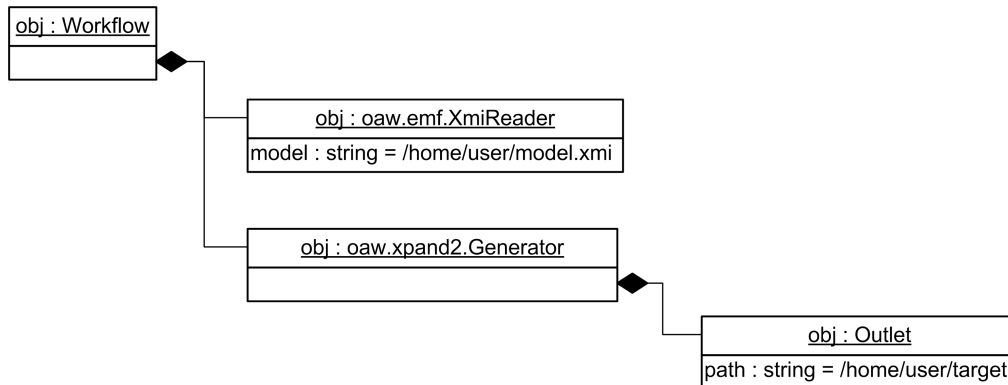 obj : Workflow
obj : oaw.emf.XmiReader
model : string = /home/user/model.xmi
obj : oaw.xpand2.Generator
obj : Outlet
path : string = /home/user/target